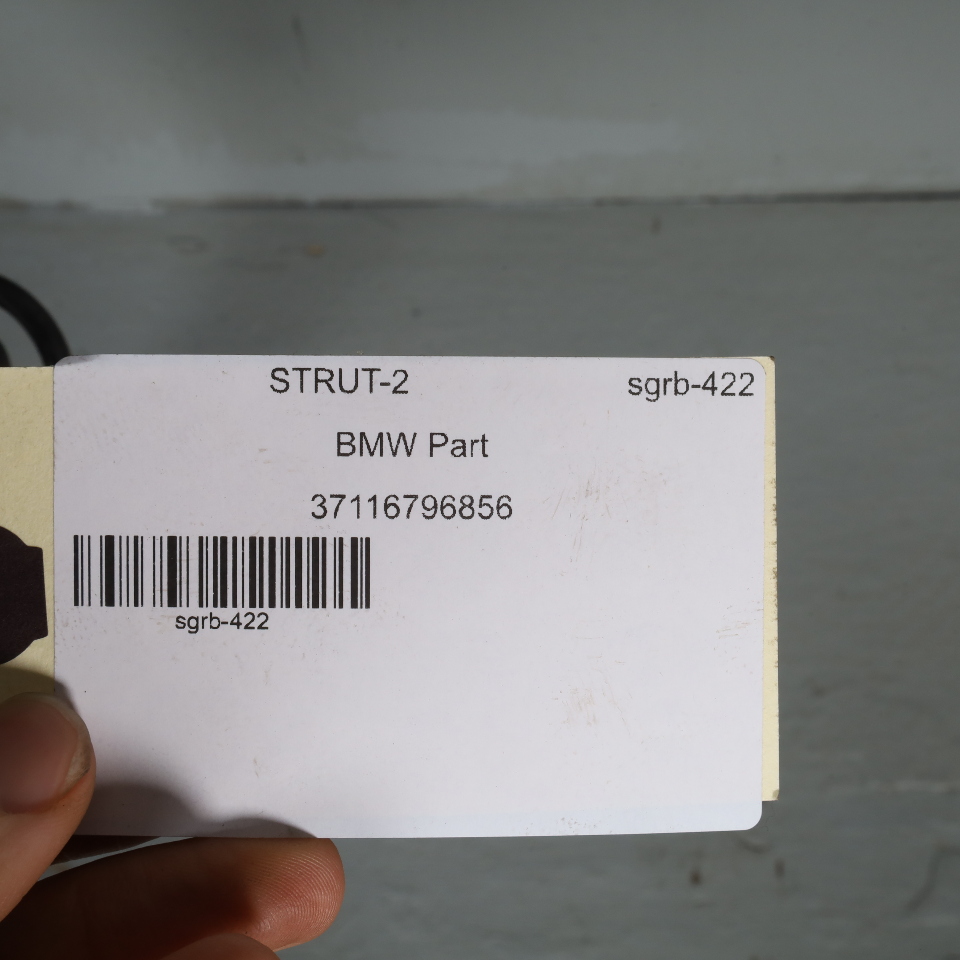 STRUT-2 sgrb-422
BMW Part
37116796856
sgrb-422